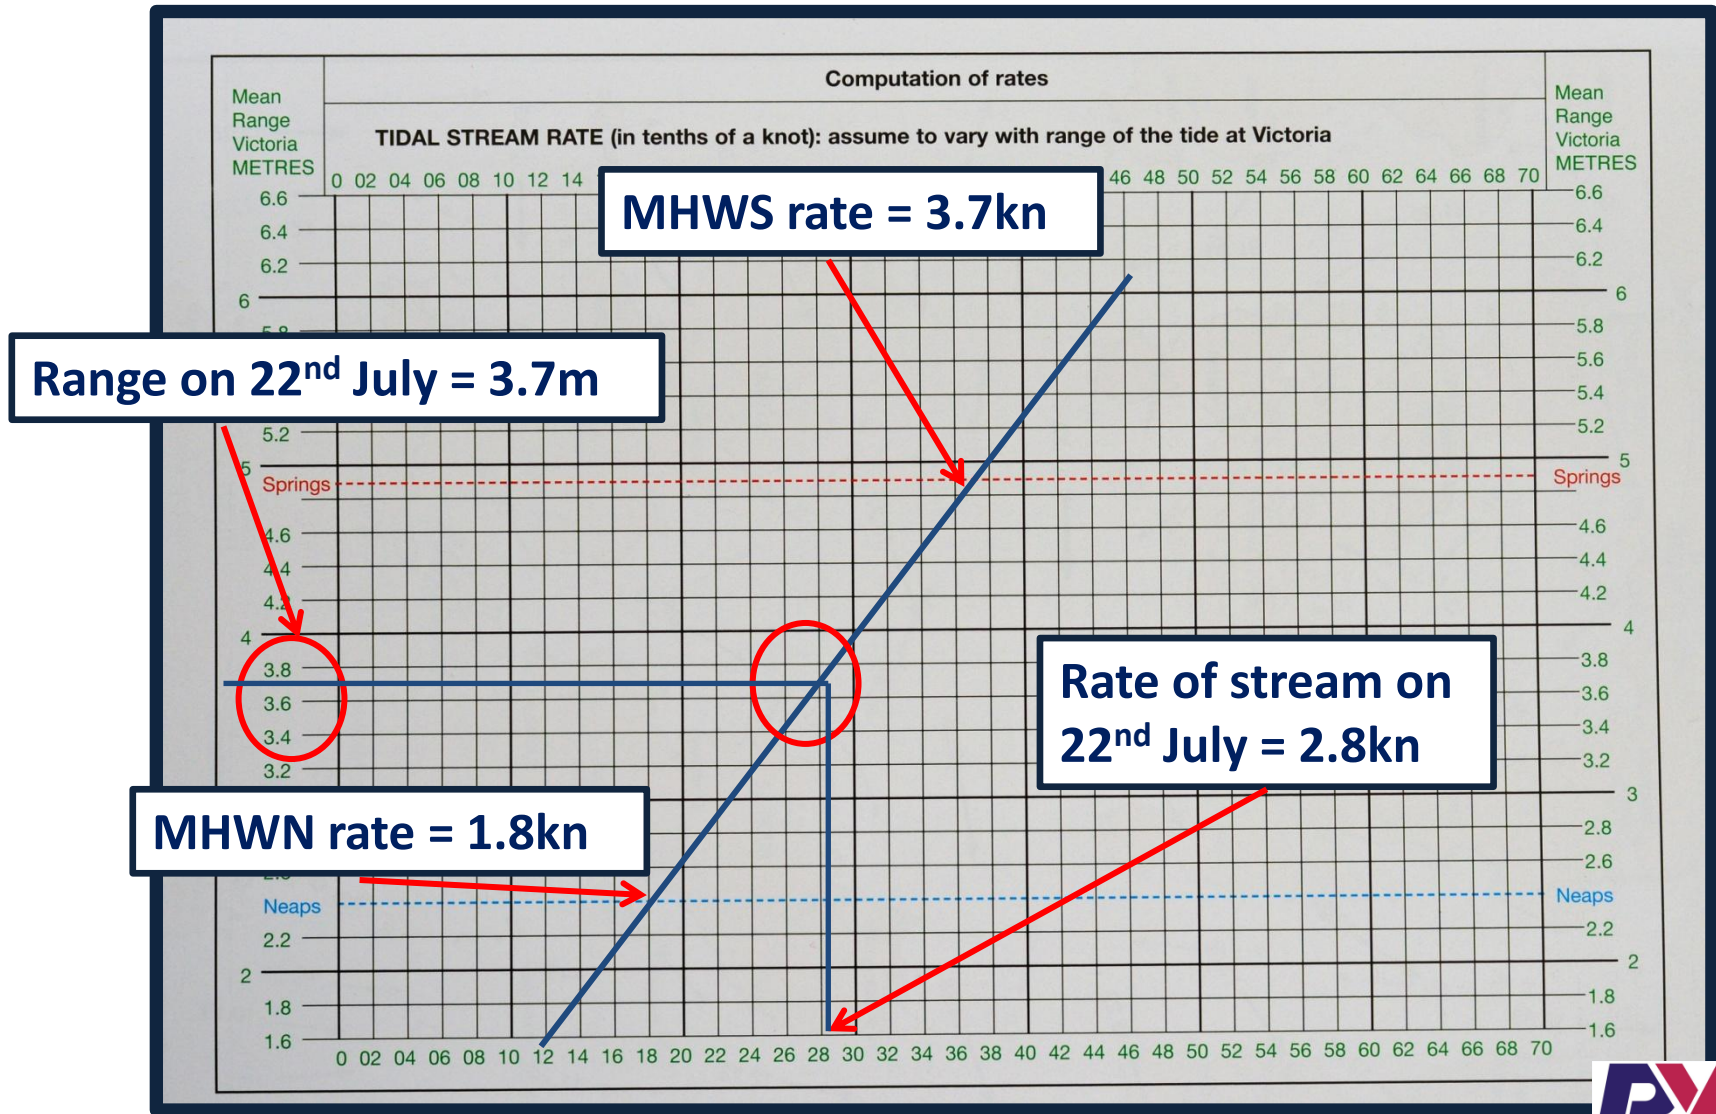 Computation of rates
Mean
Range
Victoria
METRES
TIDAL STREAM RATE (in tenths of a knot): assume to vary with range of the tide at Victoria
Mean
Range
Victoria
METRES
0 02 04 06 08 10 12 14 46 48 50 52 54 56 58 60 62 64 66 68 70
MHWS rate = 3.7kn
Range on 22nd July = 3.7m
Rate of stream on
22nd July = 2.8kn
MHWN rate = 1.8kn
6.6
6.4
6.2
6
5.2
5
Springs
4.6
4.4
4.2
4
3.8
3.6
3.4
3.2
Neaps
2.2
2
1.8
1.6
6.6
6.4
6.2
6
5.8
5.6
5.4
5.2
5
Springs
4.6
4.4
4.2
4
3.8
3.6
3.4
3.2
3
2.8
2.6
Neaps
2.2
2
1.8
1.6
0 02 04 06 08 10 12 14 16 18 20 22 24 26 28 30 32 34 36 38 40 42 44 46 48 50 52 54 56 58 60 62 64 66 68 70